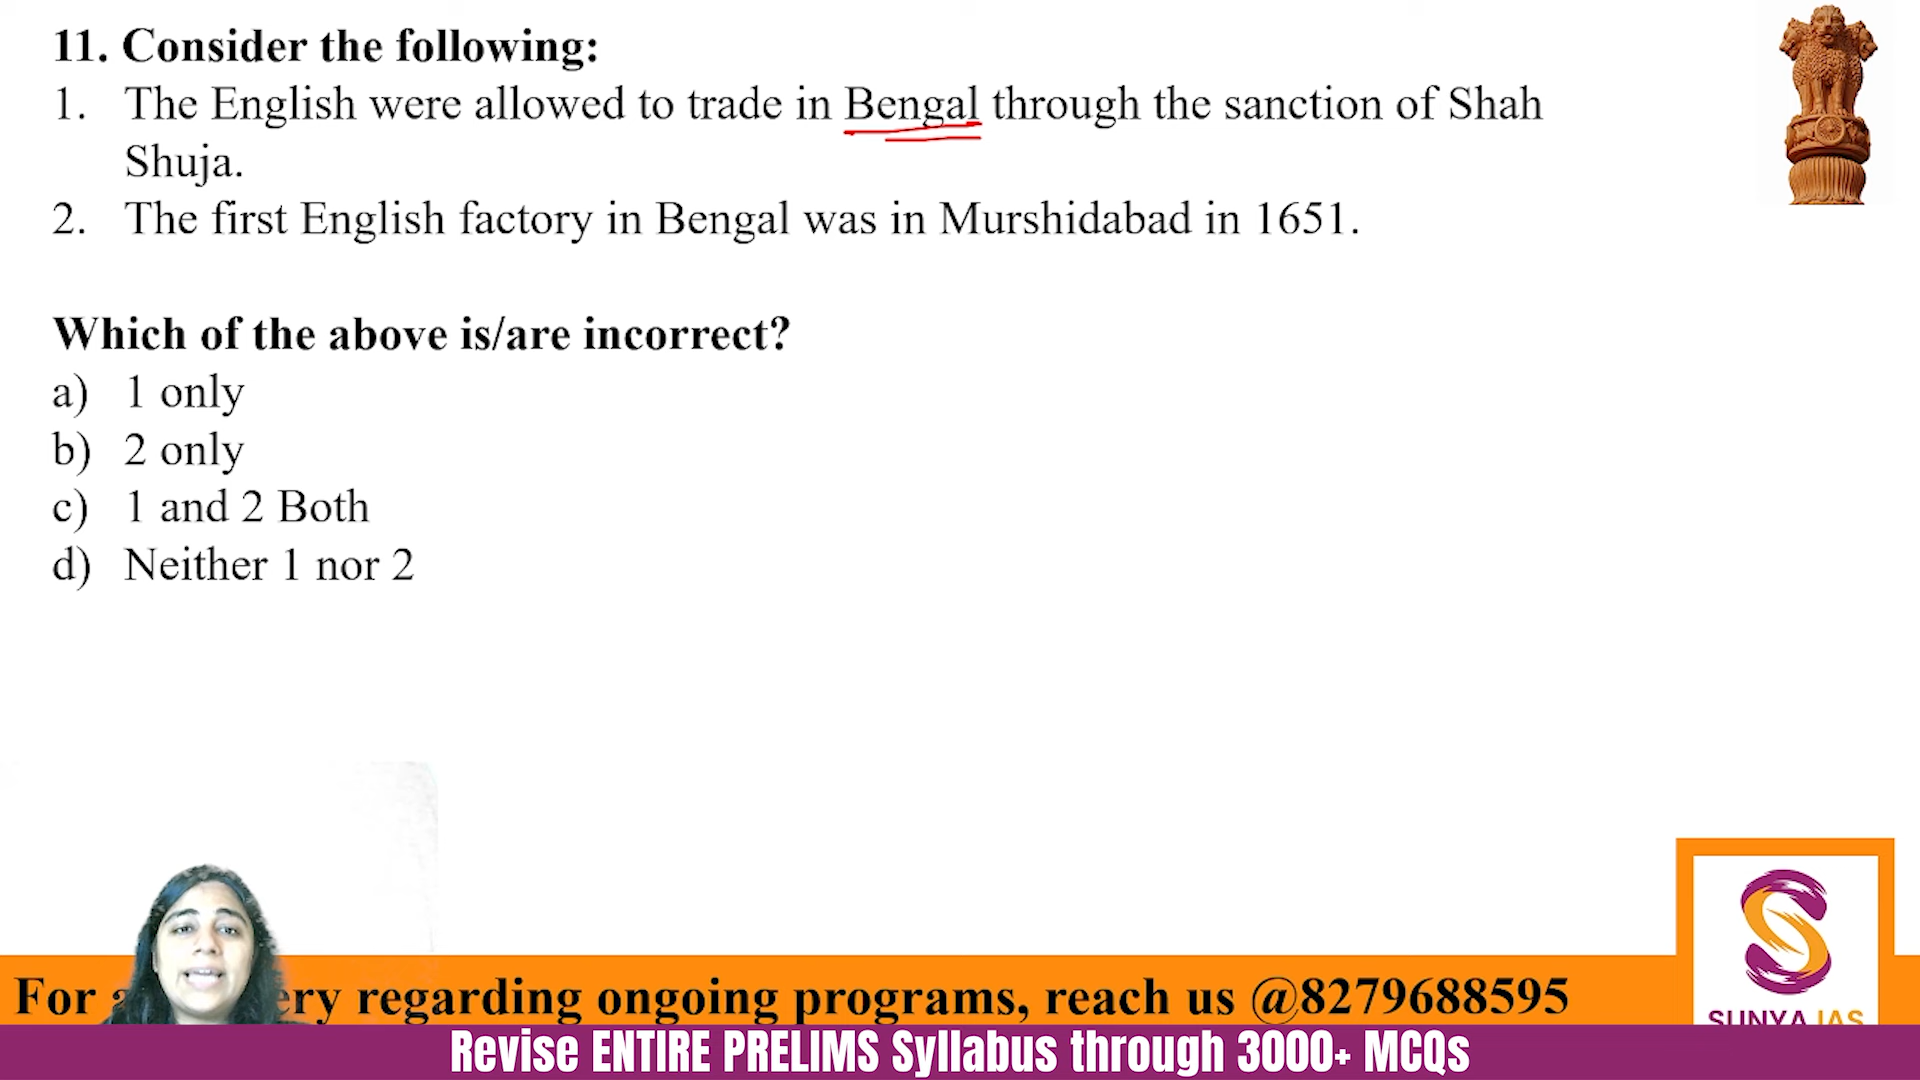 11. Consider the following:
1. The English were allowed to trade in Bengal through the sanction of Shah
Shuja.
2. The first English factory in Bengal was in Murshidabad in 1651.
Which of the above is/are incorrect?
a) 1 only
b) 2 only
c) 1 and 2 Both
d) Neither 1 nor 2
For regarding ongoing programs, reach us @8279688595
SUNYA IAS
Revise ENTIRE PRELIMS Syllabus through 3000+ MCQs